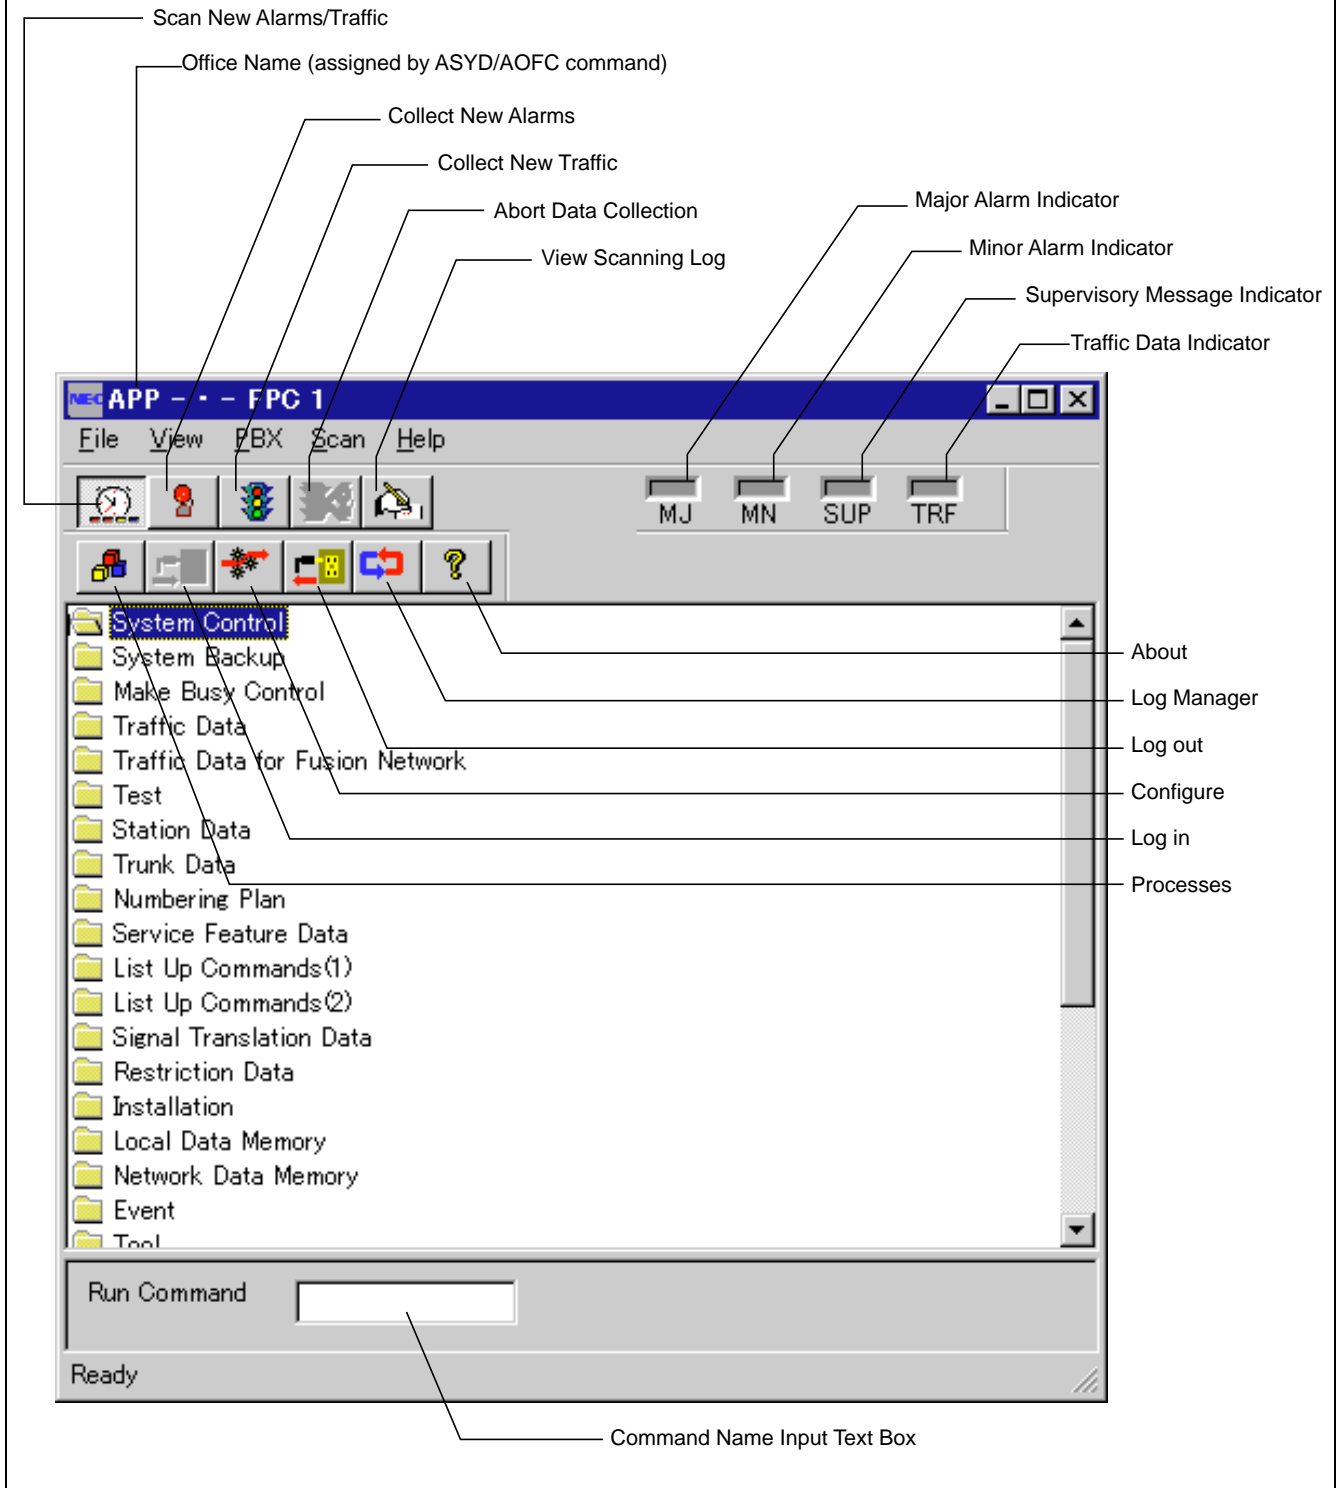 Scan New Alarms/Traffic
Office Name (assigned by ASYD/AOFC command)
Collect New Alarms
Collect New Traffic
Abort Data Collection
View Scanning Log
Major Alarm Indicator
Minor Alarm Indicator
Supervisory Message Indicator
Traffic Data Indicator
NEC APP - · - FPC 1
File View PBX Scan Help
MJ MN SUP TRF
System Control
System Backup
Make Busy Control
Traffic Data
Traffic Data for Fusion Network
Test
Station Data
Trunk Data
Numbering Plan
Service Feature Data
List Up Commands(1)
List Up Commands(2)
Signal Translation Data
Restriction Data
Installation
Local Data Memory
Network Data Memory
Event
Tool
About
Log Manager
Log out
Configure
Log in
Processes
Run Command
Ready
Command Name Input Text Box